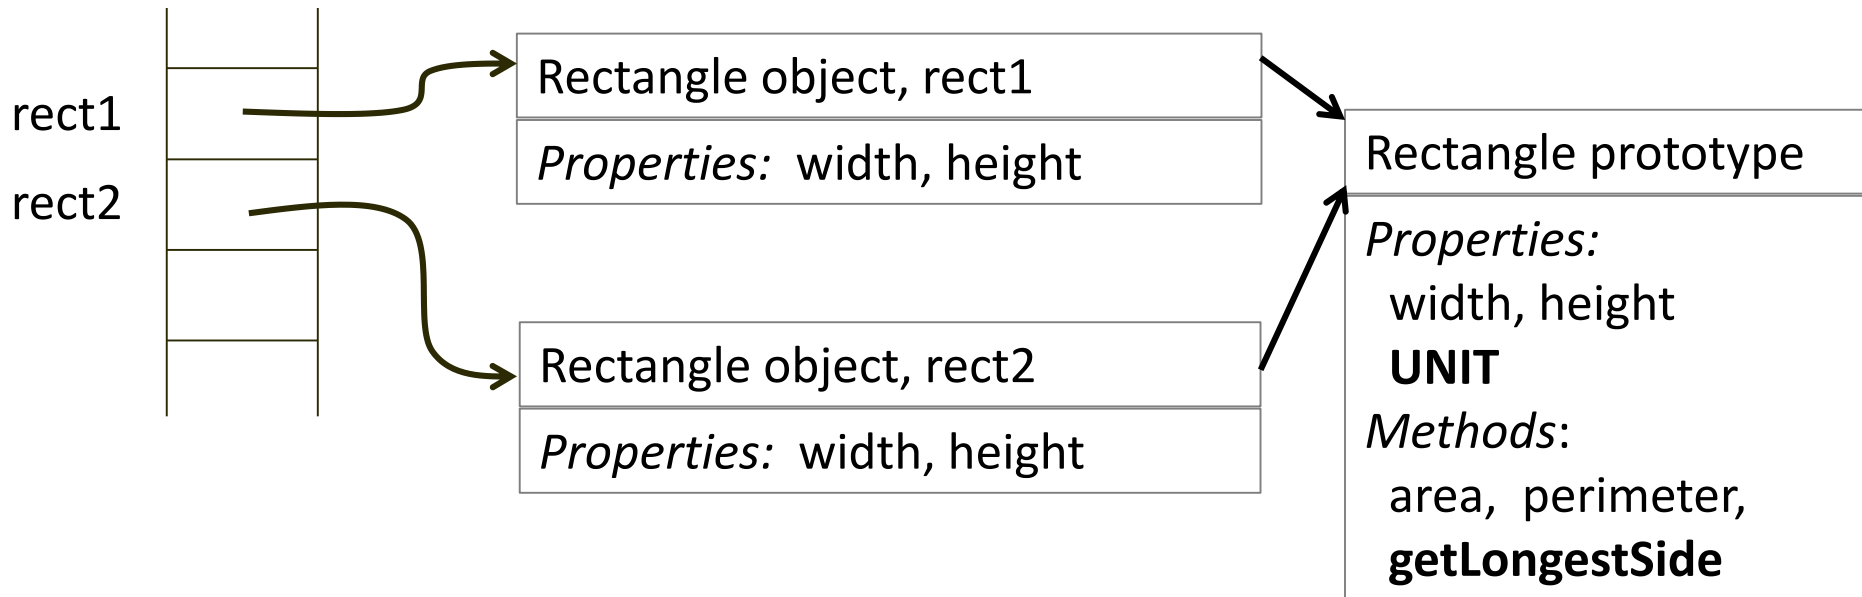 rect1
rect2
Rectangle object, rect1
Properties: width, height
Rectangle object, rect2
Properties: width, height
Rectangle prototype
Properties:
width, height
UNIT
Methods:
area, perimeter,
getLongestSide